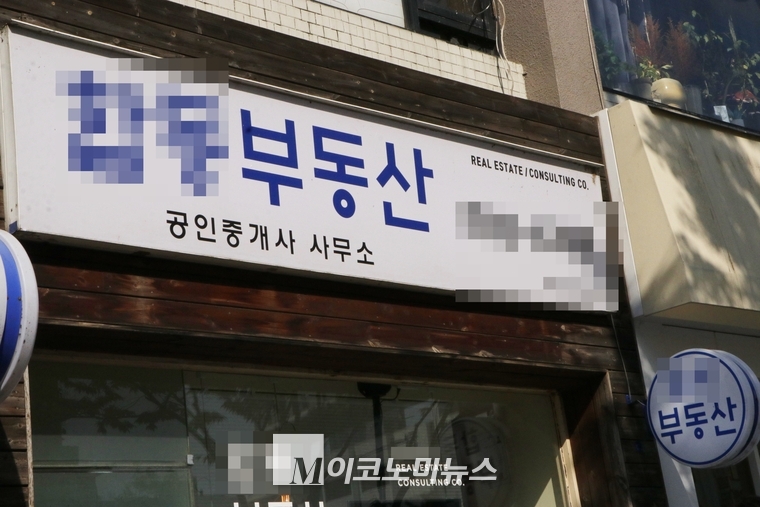 부동산
REAL ESTATE / CONSULTING CO.
공인중개사 사무소
부동산
M이코노미뉴스
REAL ESTATE
CONSULTING CO.